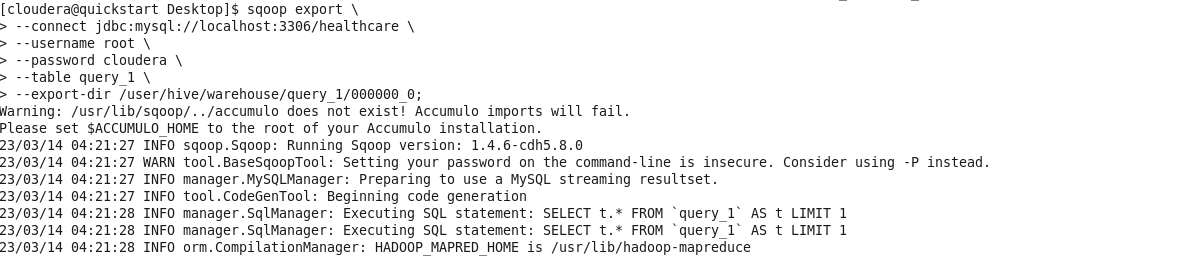 [cloudera@quickstart Desktop]$ sqoop export \
> --connect jdbc:mysql://localhost:3306/healthcare \
> --username root \
> --password cloudera \
> --table query_1 \
> --export-dir /user/hive/warehouse/query_1/000000_0;
Warning: /usr/lib/sqoop/../accumulo does not exist! Accumulo imports will fail.
Please set $ACCUMULO_HOME to the root of your Accumulo installation.
23/03/14 04:21:27 INFO sqoop.Sqoop: Running Sqoop version: 1.4.6-cdh5.8.0
23/03/14 04:21:27 WARN tool.BaseSqoopTool: Setting your password on the command-line is insecure. Consider using -P instead.
23/03/14 04:21:27 INFO manager.MySQLManager: Preparing to use a MySQL streaming resultset.
23/03/14 04:21:27 INFO tool.CodeGenTool: Beginning code generation
23/03/14 04:21:28 INFO manager.SqlManager: Executing SQL statement: SELECT t.* FROM `query_1` AS t LIMIT 1
23/03/14 04:21:28 INFO manager.SqlManager: Executing SQL statement: SELECT t.* FROM `query_1` AS t LIMIT 1
23/03/14 04:21:28 INFO orm.CompilationManager: HADOOP_MAPRED_HOME is /usr/lib/hadoop-mapreduce